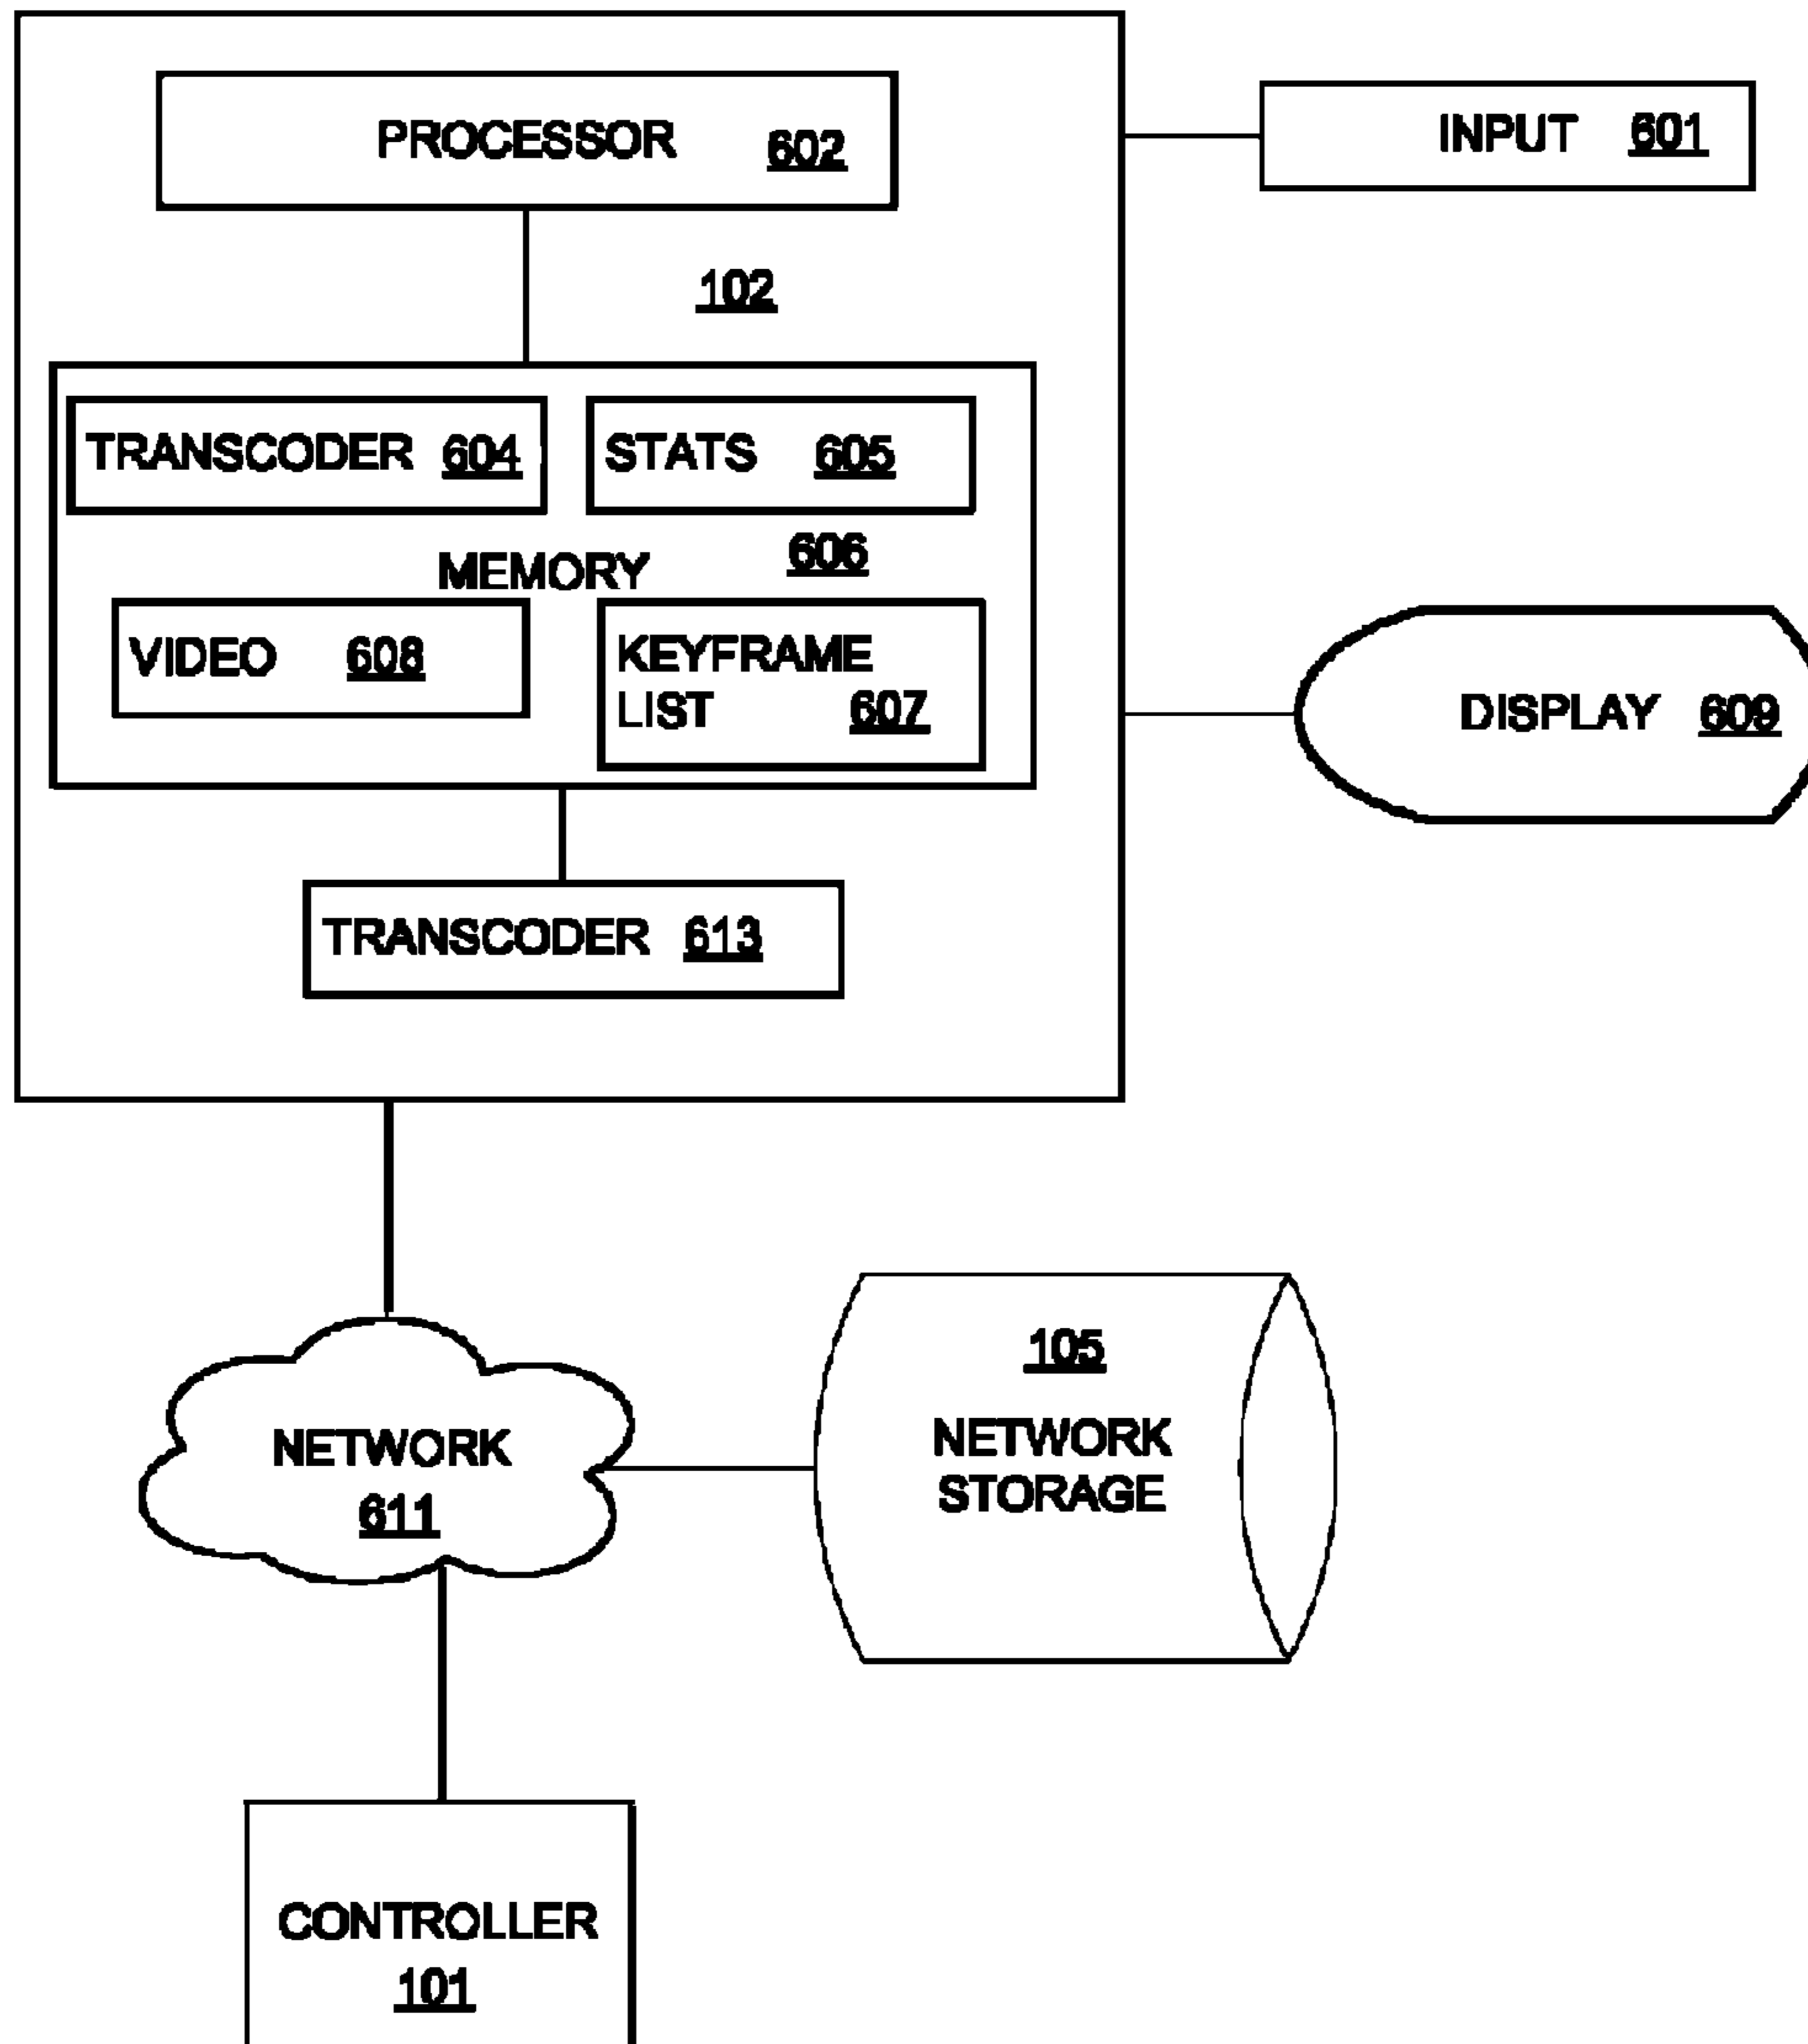 PROCESSOR 602
INPUT 601
102
TRANSCODER 604
STATS 605
MEMORY 606
VIDEO 608
KEYFRAME
LIST 607
DISPLAY 609
TRANSCODER 613
105
NETWORK
STORAGE
NETWORK
611
CONTROLLER
101